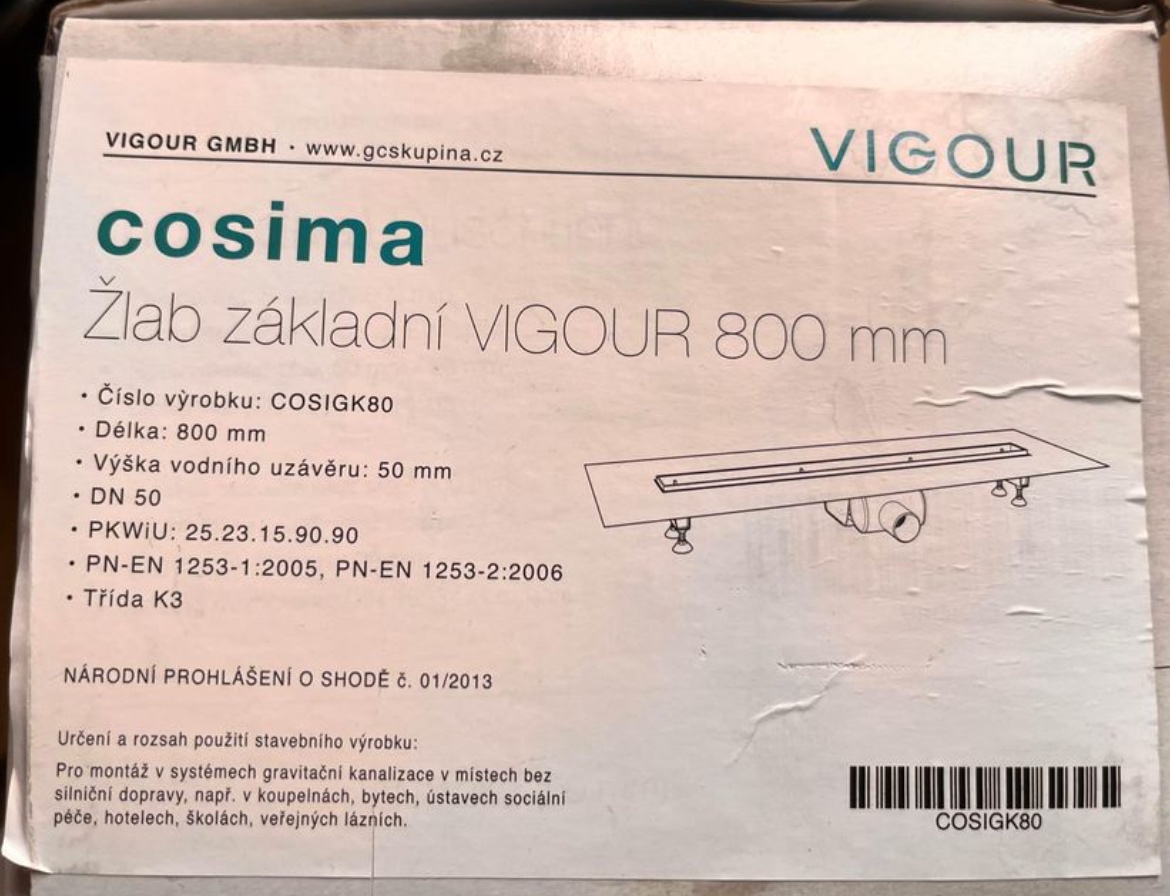 VIGOUR GMBH · www.gcskupina.cz
VIGOUR
cosima
Žlab základní VIGOUR 800 mm
• Číslo vỳrobku: COSIGK80
• Délka: 800 mm
• Výška vodního uzávěru: 50 mm
• DN 50
• PKWiU: 25.23.15.90.90
• PN-EN 1253-1:2005, PN-EN 1253-2:2006
• Třída K3
NÁRODNÍ PROHLÁŠENÍ O SHODĚ č. 01/2013
Určení a rozsah použití stavebního výrobku:
Pro montáž v systémech gravitační kanalizace v místech bez
silniční dopravy, např. v koupelnách, bytech, ústavech sociální
péče, hotelech, školách, veřejných lázních.
COSIGK80